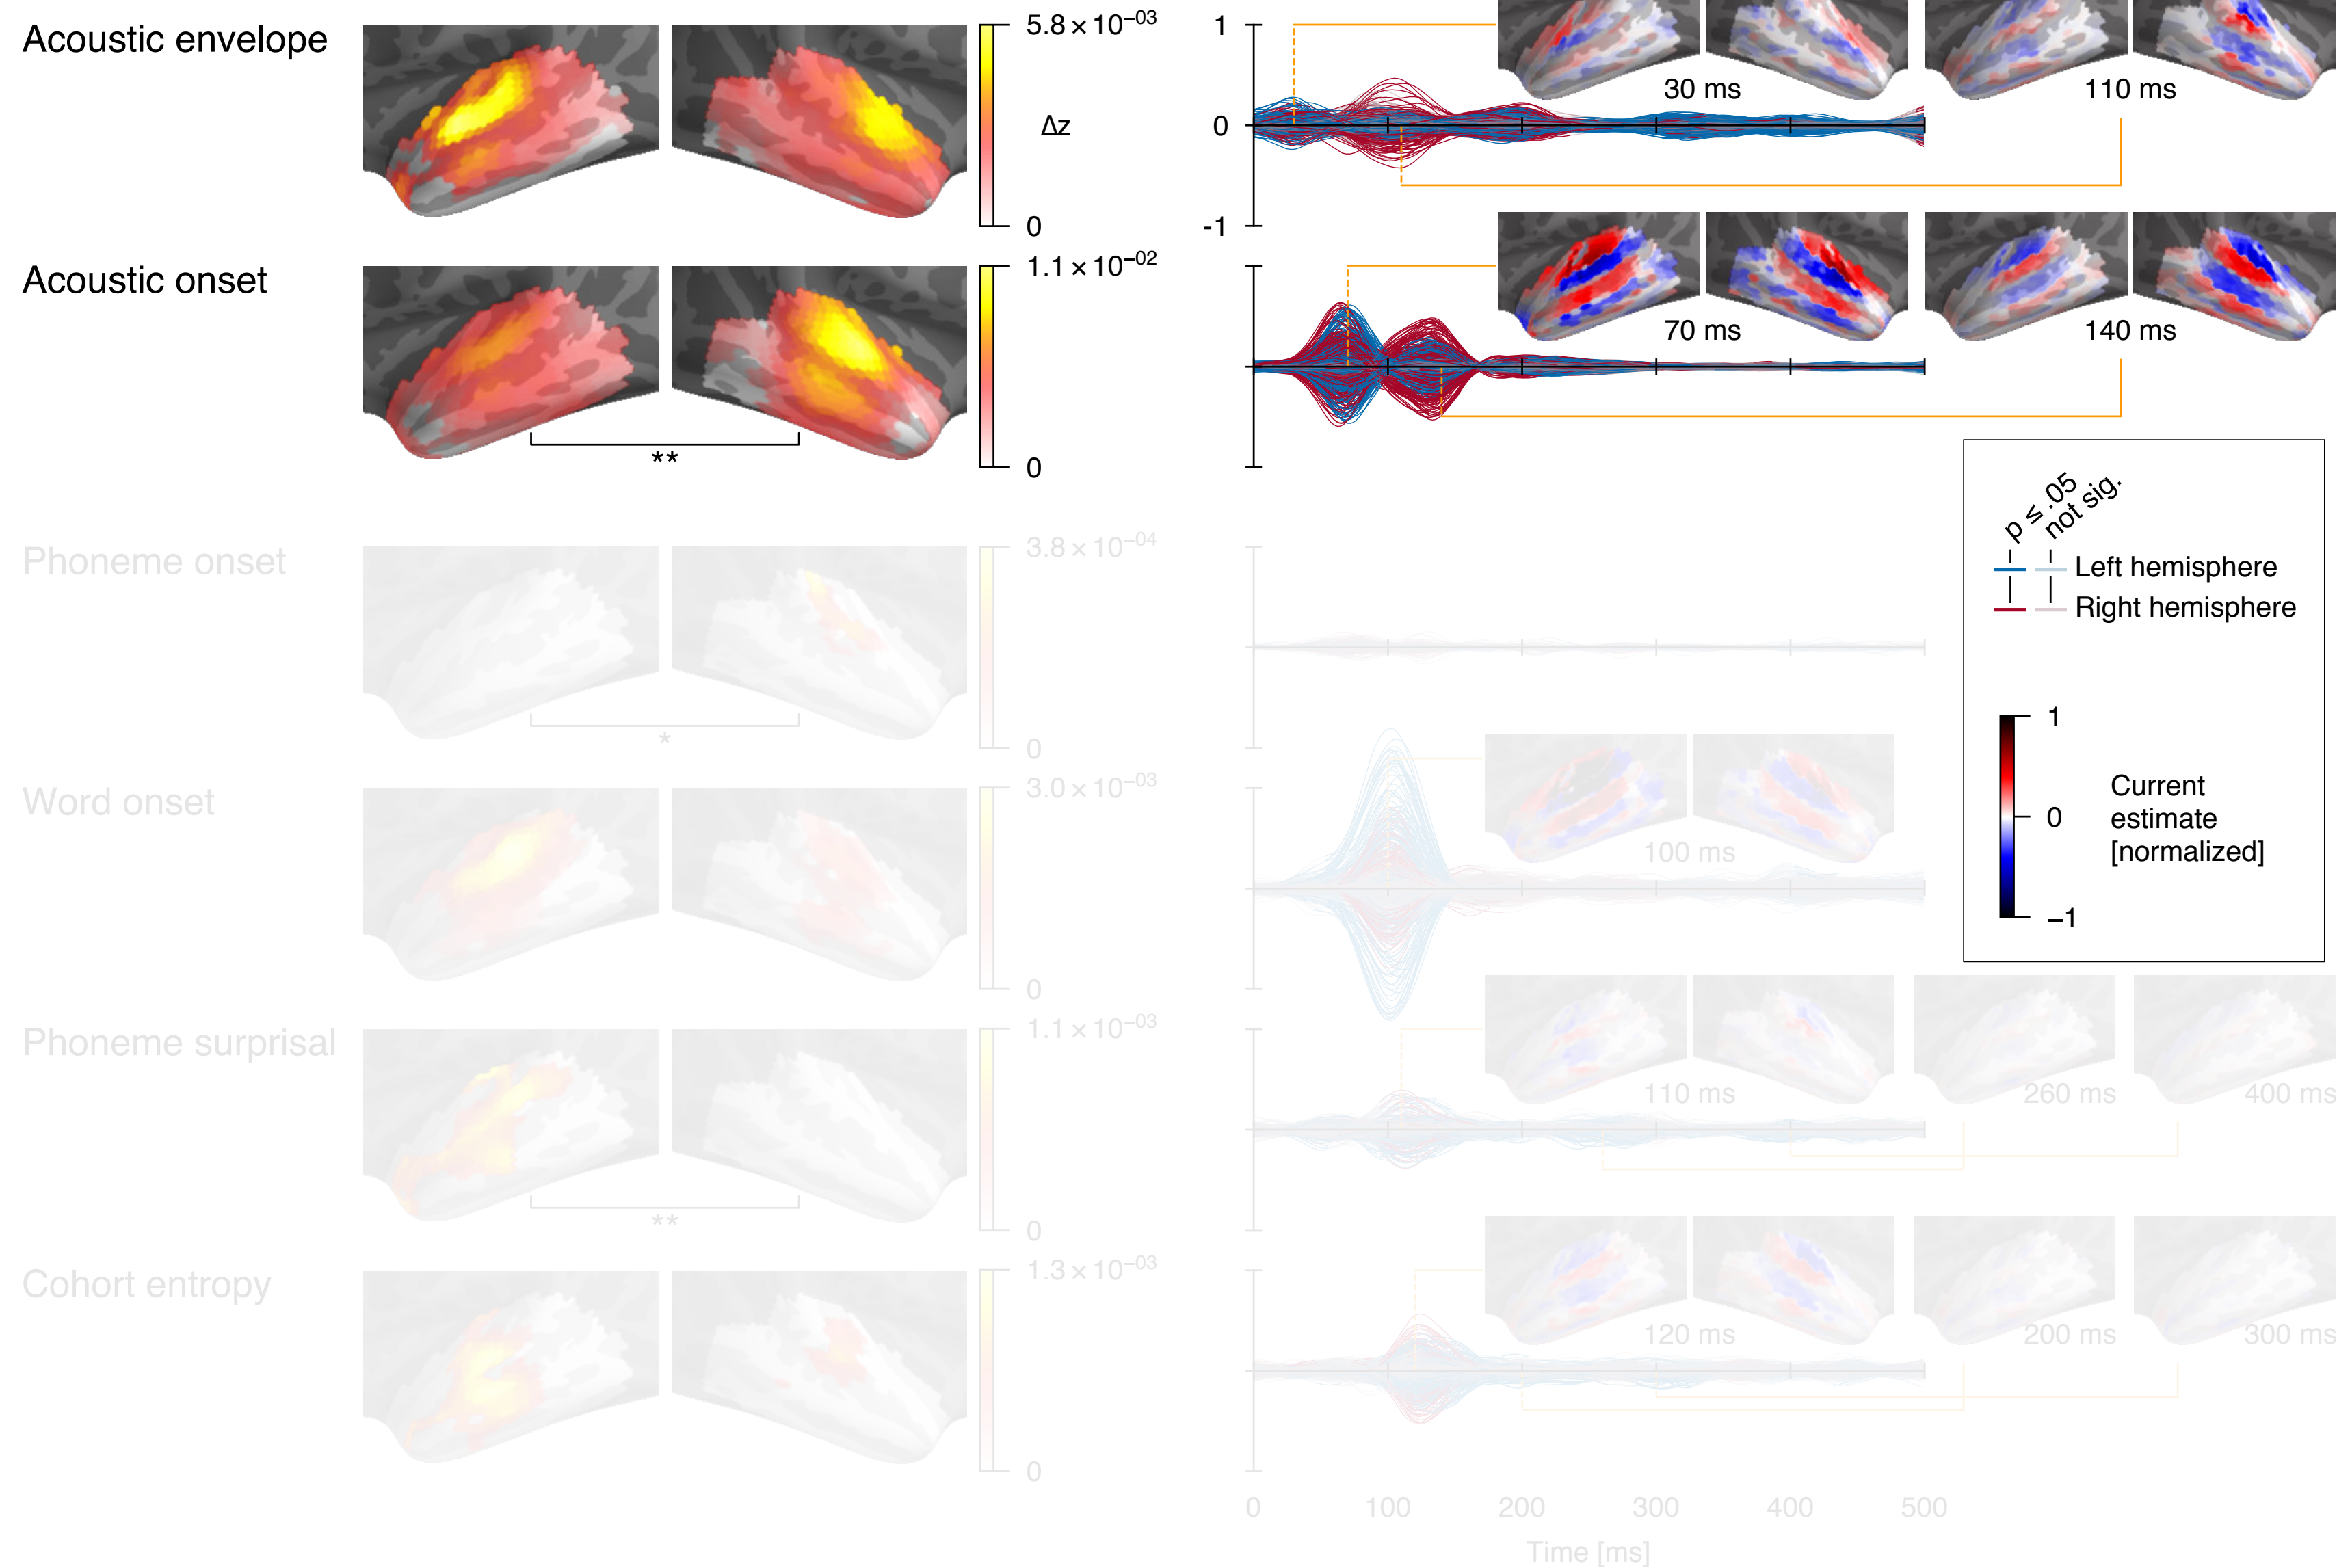 Acoustic envelope
5.8×10⁻⁰³
Δz
0
1
0
-1
30 ms
110 ms
Acoustic onset
1.1×10⁻⁰²
0
**
70 ms
140 ms
p ≤ .05
not sig.
Left hemisphere
Right hemisphere
1
0
−1
Current
estimate
[normalized]
Phoneme onset
3.8×10⁻⁰⁴
0
*
Word onset
3.0×10⁻⁰³
0
100 ms
Phoneme surprisal
1.1×10⁻⁰³
0
**
110 ms
260 ms
400 ms
Cohort entropy
1.3×10⁻⁰³
0
120 ms
200 ms
300 ms
0 100 200 300 400 500
Time [ms]